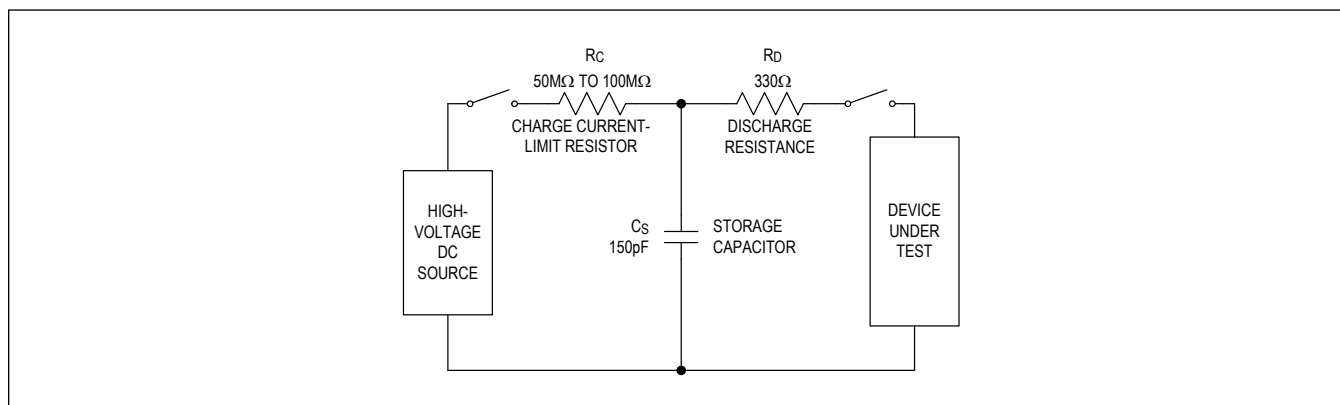 RC
50MΩ TO 100MΩ
CHARGE CURRENT-
LIMIT RESISTOR
RD
330Ω
DISCHARGE
RESISTANCE
HIGH-
VOLTAGE
DC
SOURCE
CS
150pF
STORAGE
CAPACITOR
DEVICE
UNDER
TEST